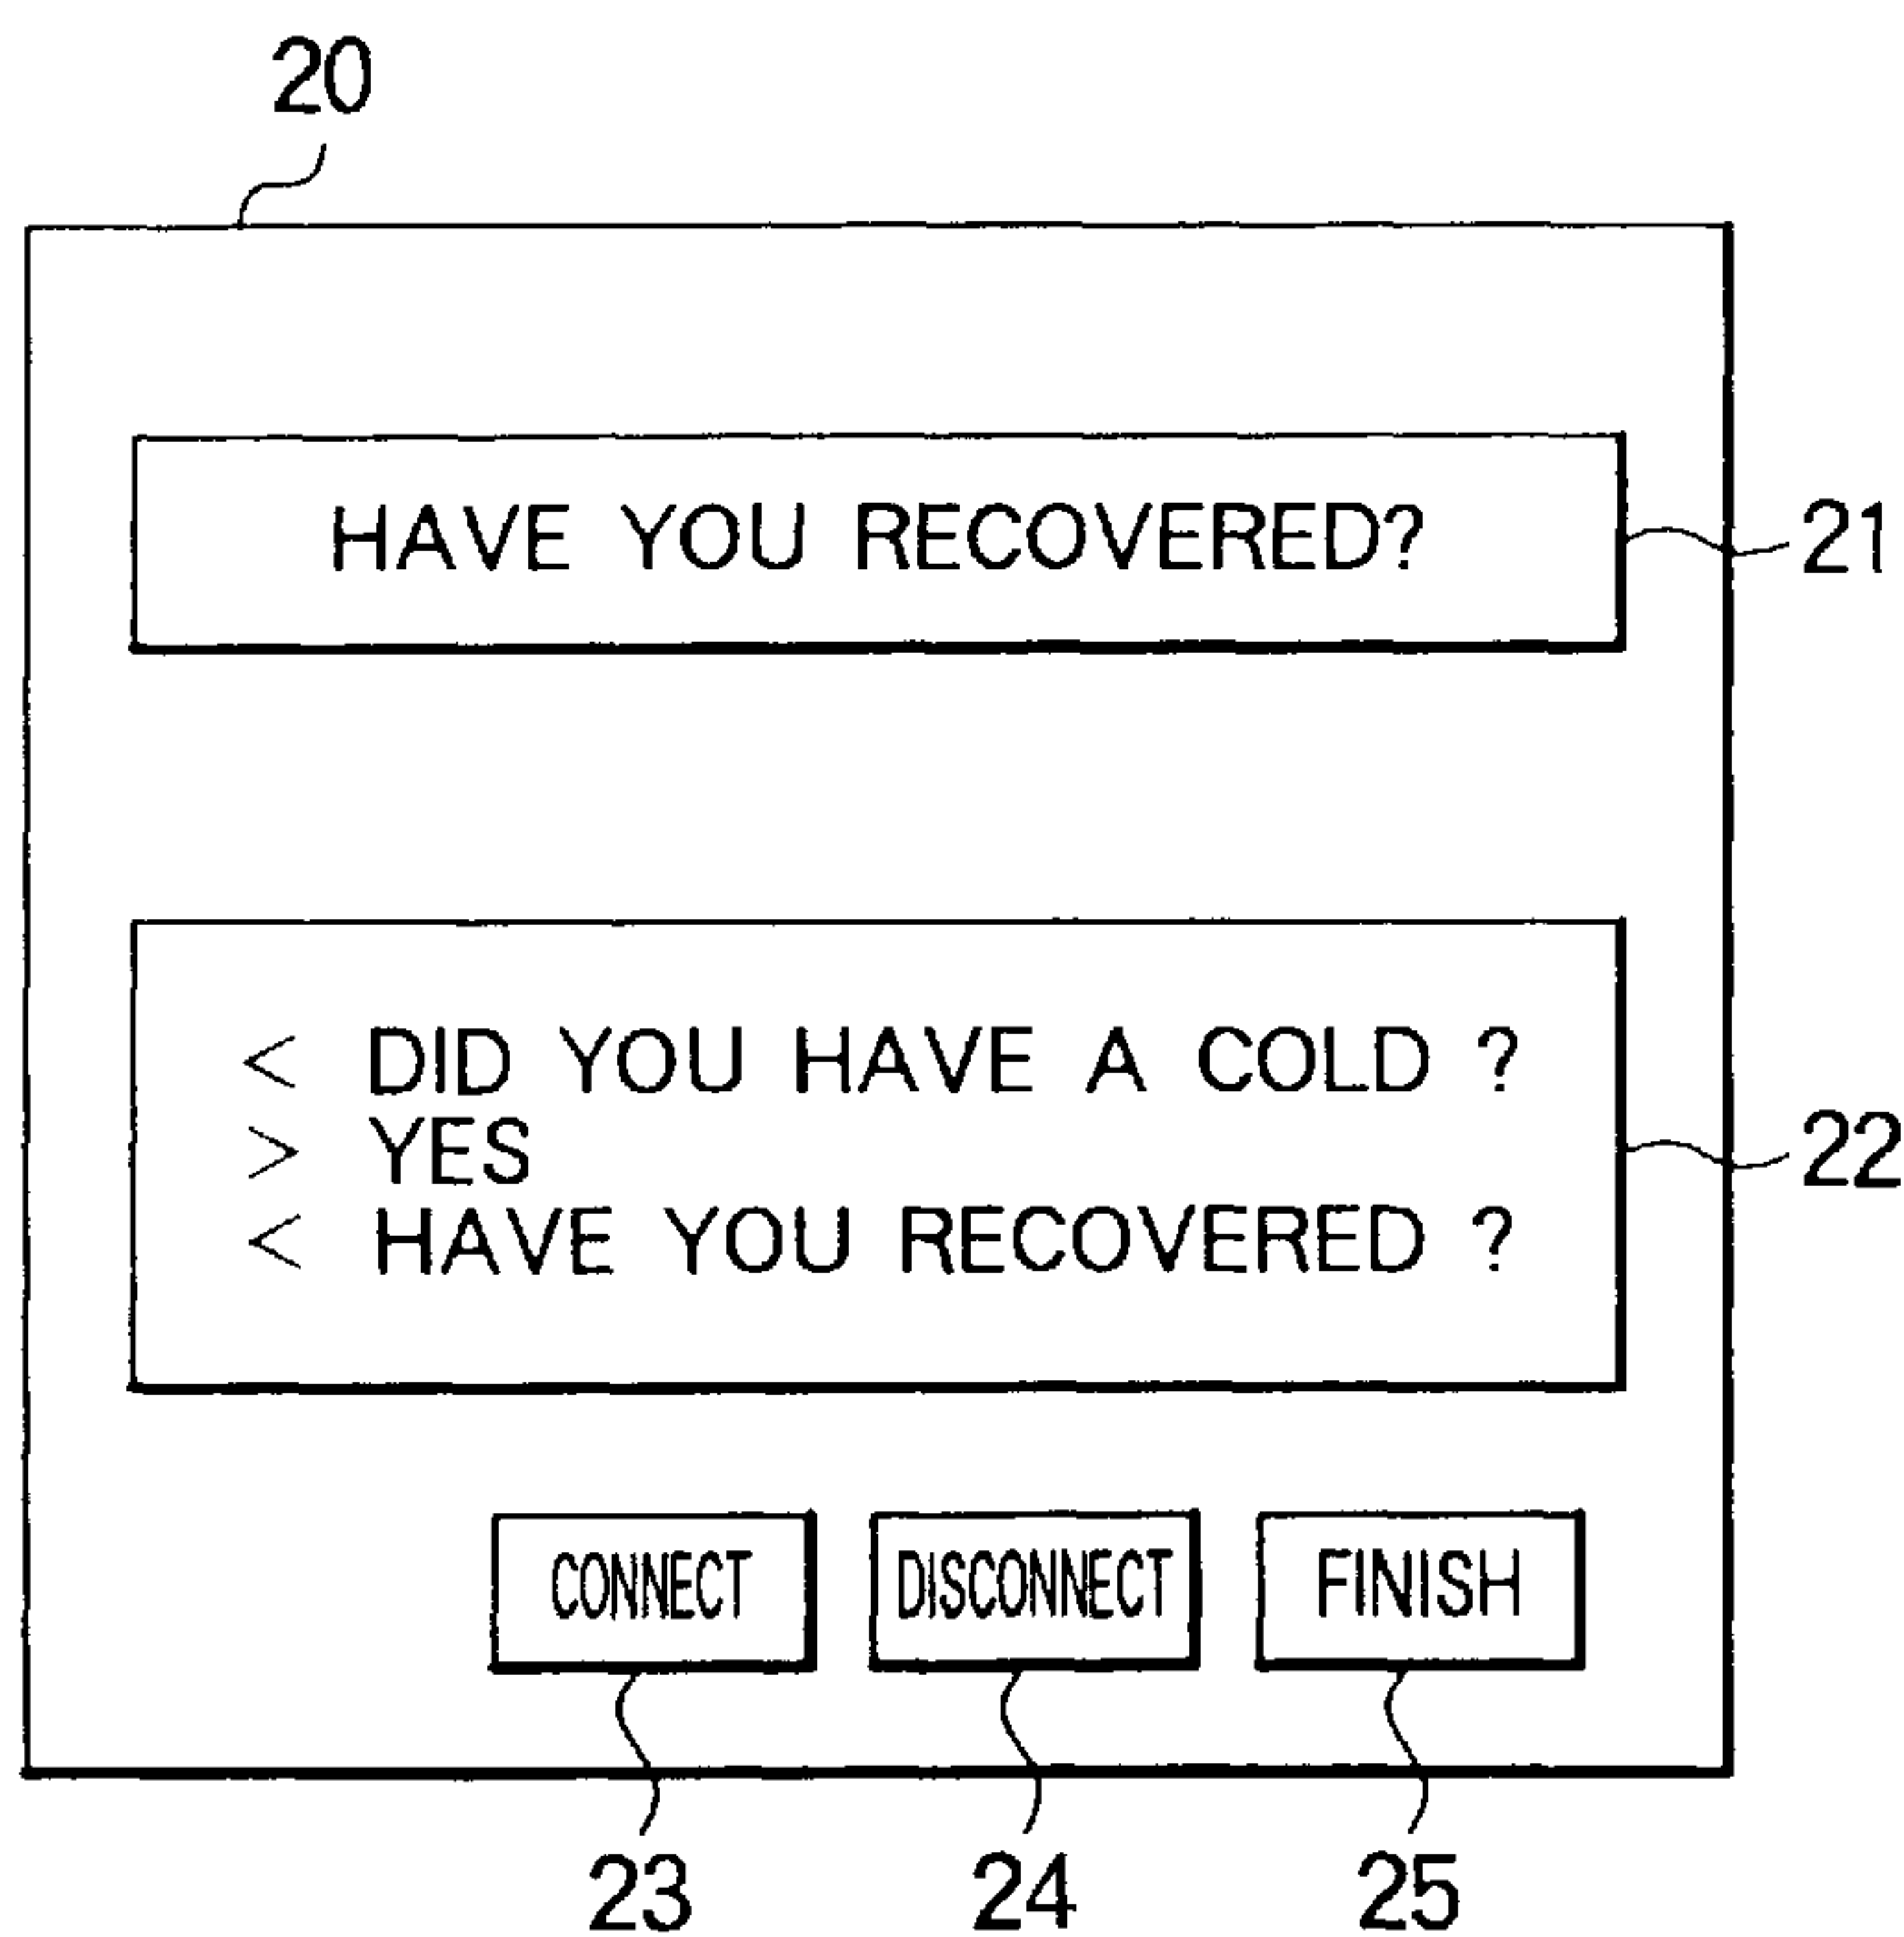 20
HAVE YOU RECOVERED?
21
< DID YOU HAVE A COLD ?
> YES
< HAVE YOU RECOVERED ?
22
CONNECT DISCONNECT FINISH
23 24 25